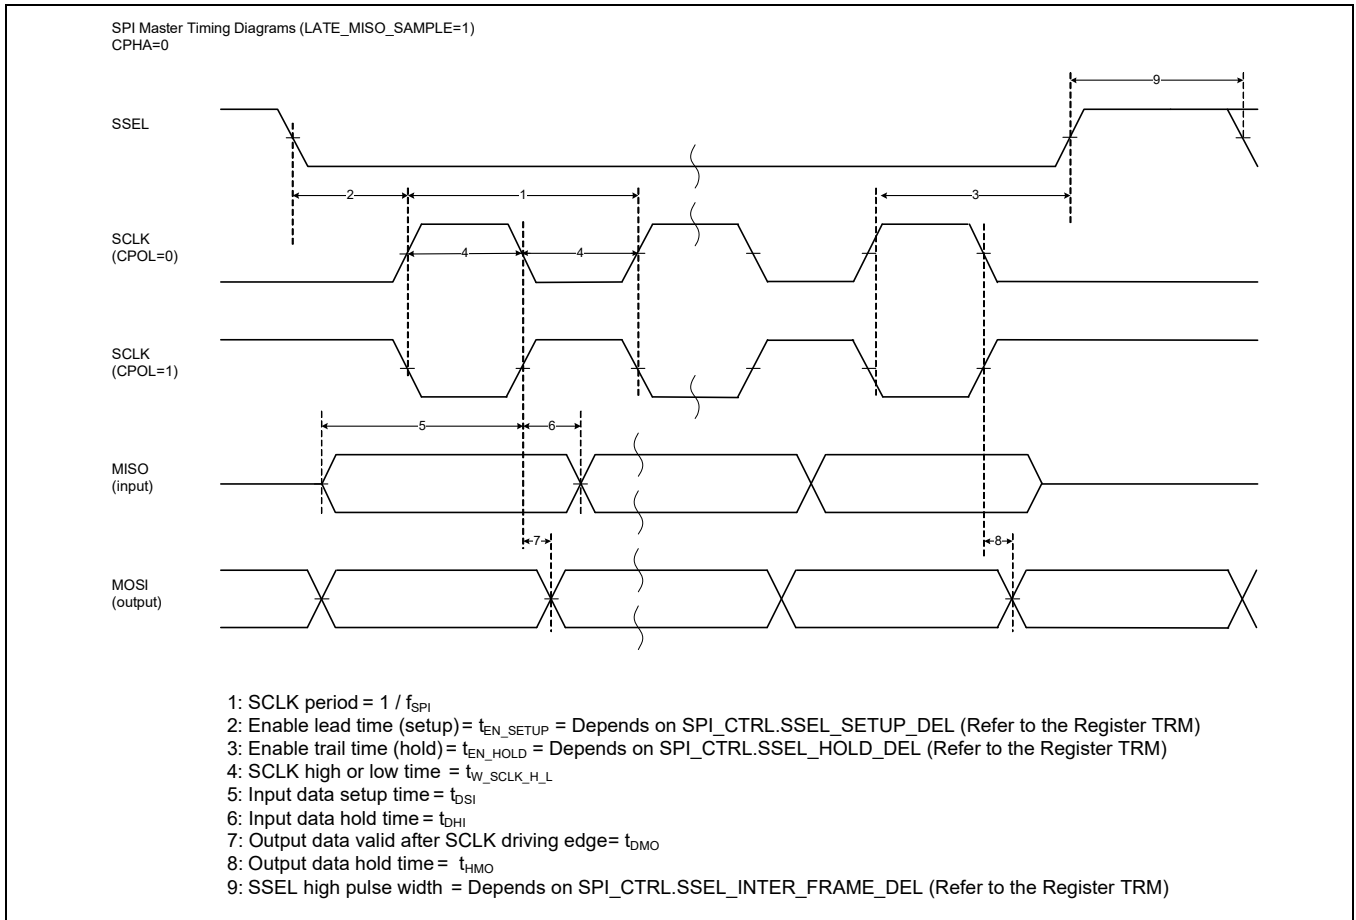 SPI Master Timing Diagrams (LATE_MISO_SAMPLE=1)
CPHA=0
9
SSEL
2
1
3
SCLK
(CPOL=0)
4
4
SCLK
(CPOL=1)
5
6
MISO
(input)
7
8
MOSI
(output)
1: SCLK period = 1 / fSPI
2: Enable lead time (setup) = tEN_SETUP = Depends on SPI_CTRL.SSEL_SETUP_DEL (Refer to the Register TRM)
3: Enable trail time (hold) = tEN_HOLD = Depends on SPI_CTRL.SSEL_HOLD_DEL (Refer to the Register TRM)
4: SCLK high or low time = tW_SCLK_H_L
5: Input data setup time = tDSI
6: Input data hold time = tDHI
7: Output data valid after SCLK driving edge= tDMO
8: Output data hold time = tHMO
9: SSEL high pulse width = Depends on SPI_CTRL.SSEL_INTER_FRAME_DEL (Refer to the Register TRM)